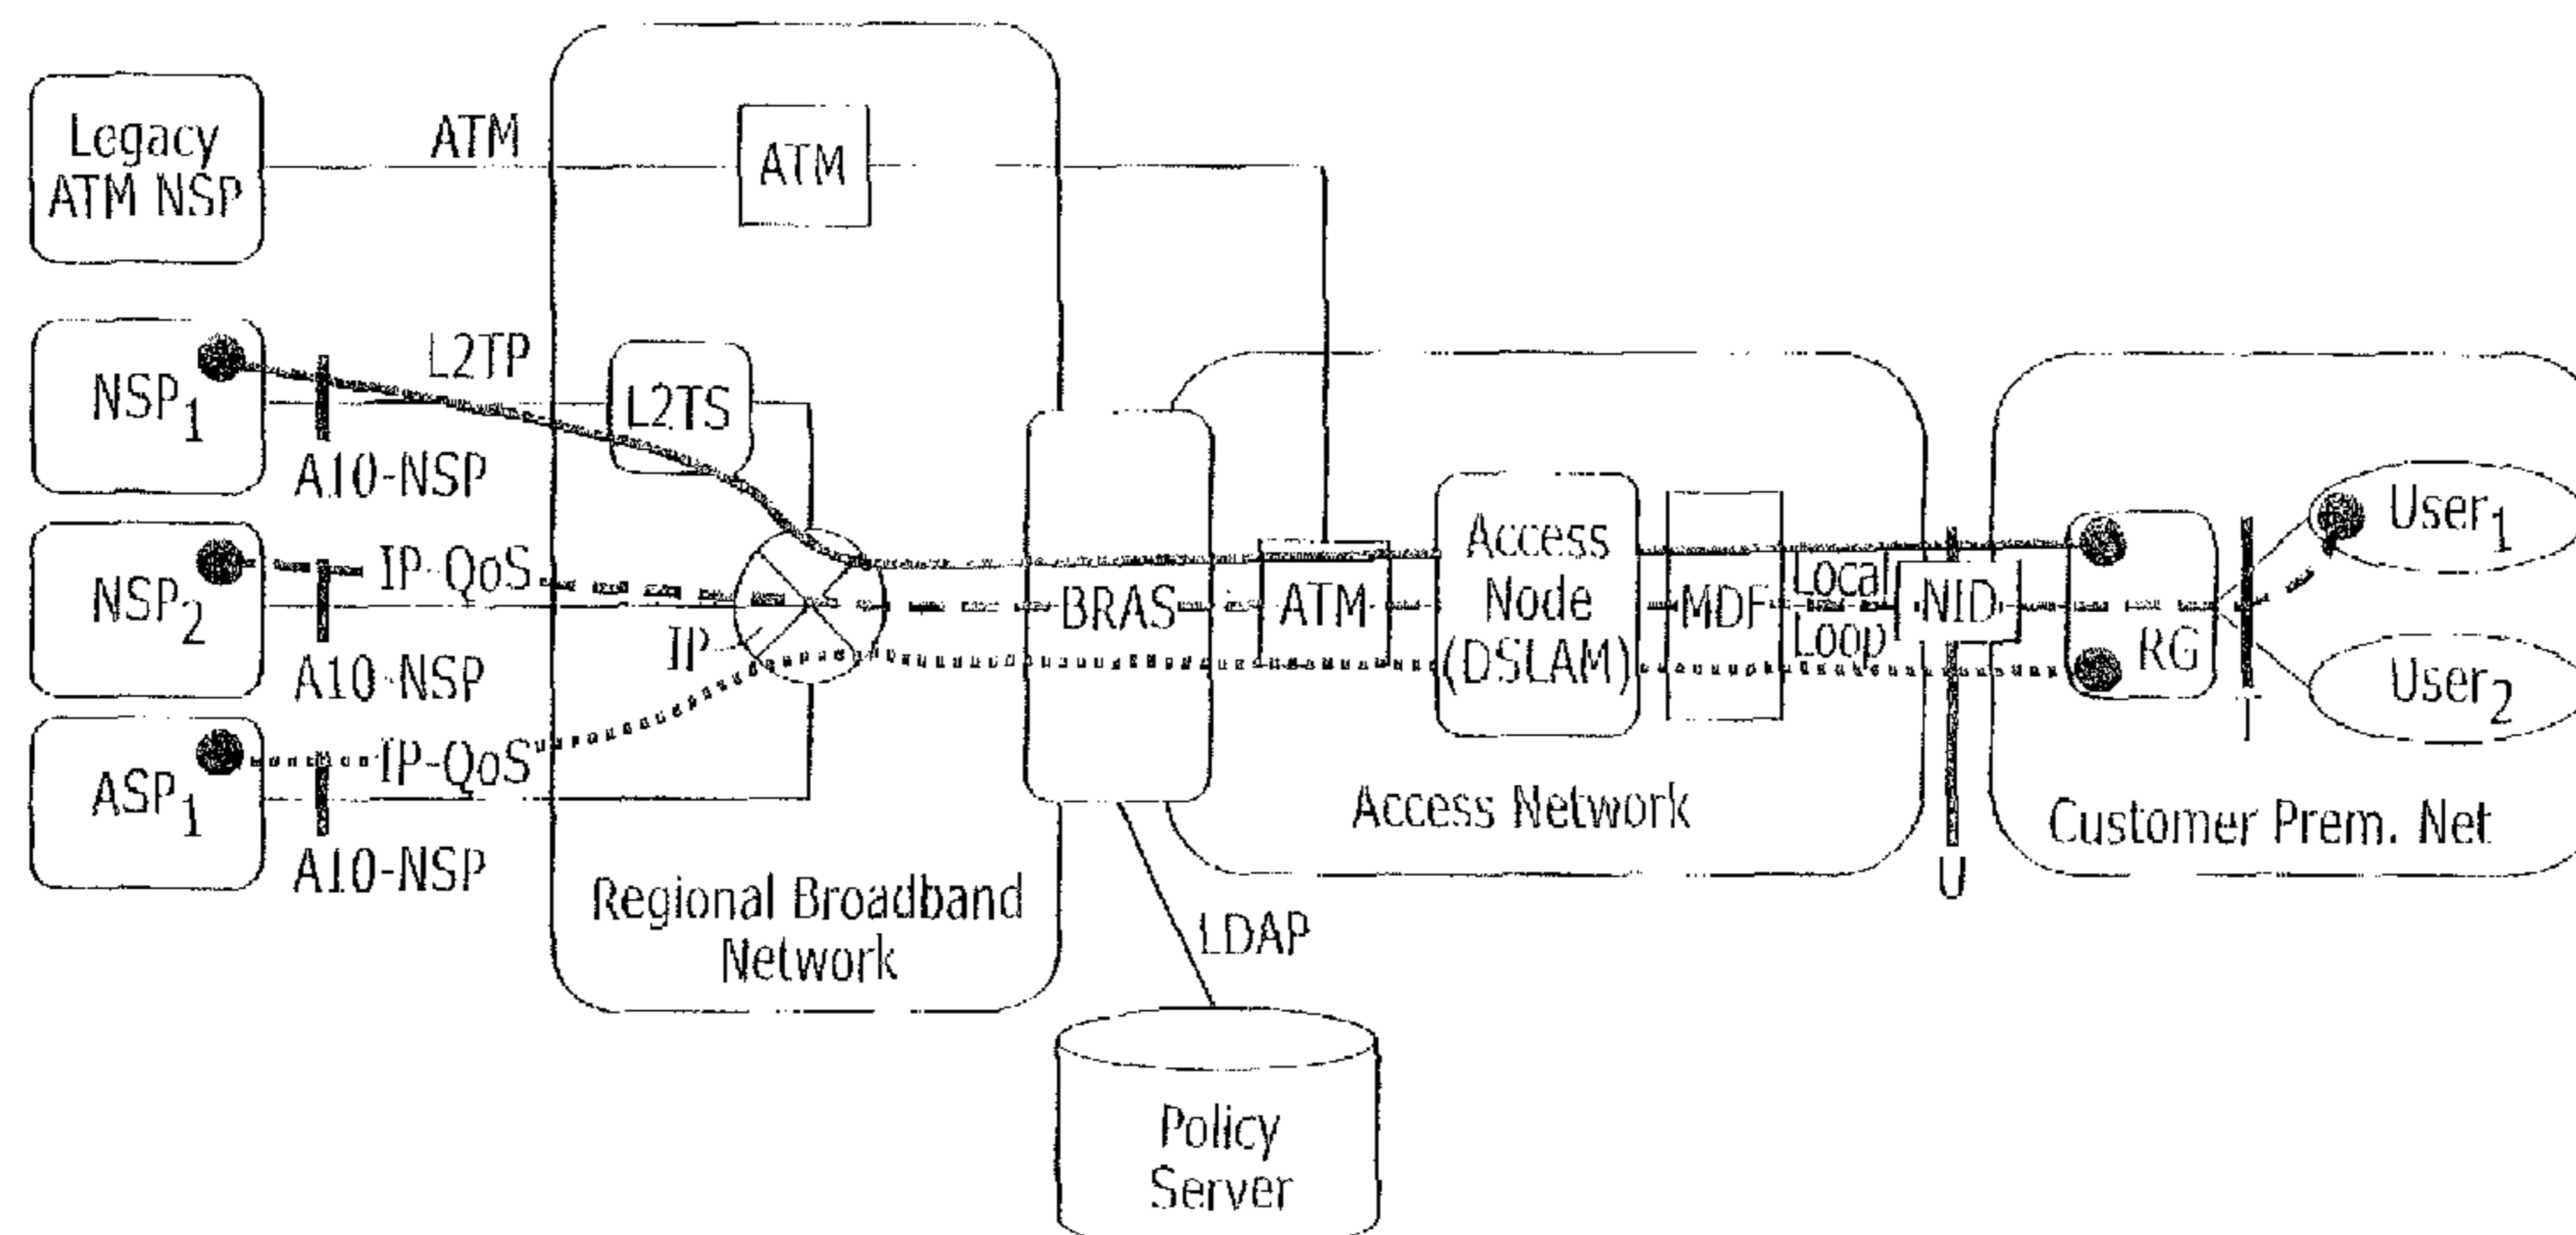 Legacy
ATM NSP
ATM
ATM
NSP1
L2TP
L2TS
A10-NSP
NSP2
IP-QoS
IP
A10-NSP
ASP1
IP-QoS
A10-NSP
Regional Broadband
Network
BRAS
ATM
Access
Node
(DSLAM)
MDF
Local
Loop
NID
Access Network
U
RG
T
User1
User2
Customer Prem. Net
LDAP
Policy
Server